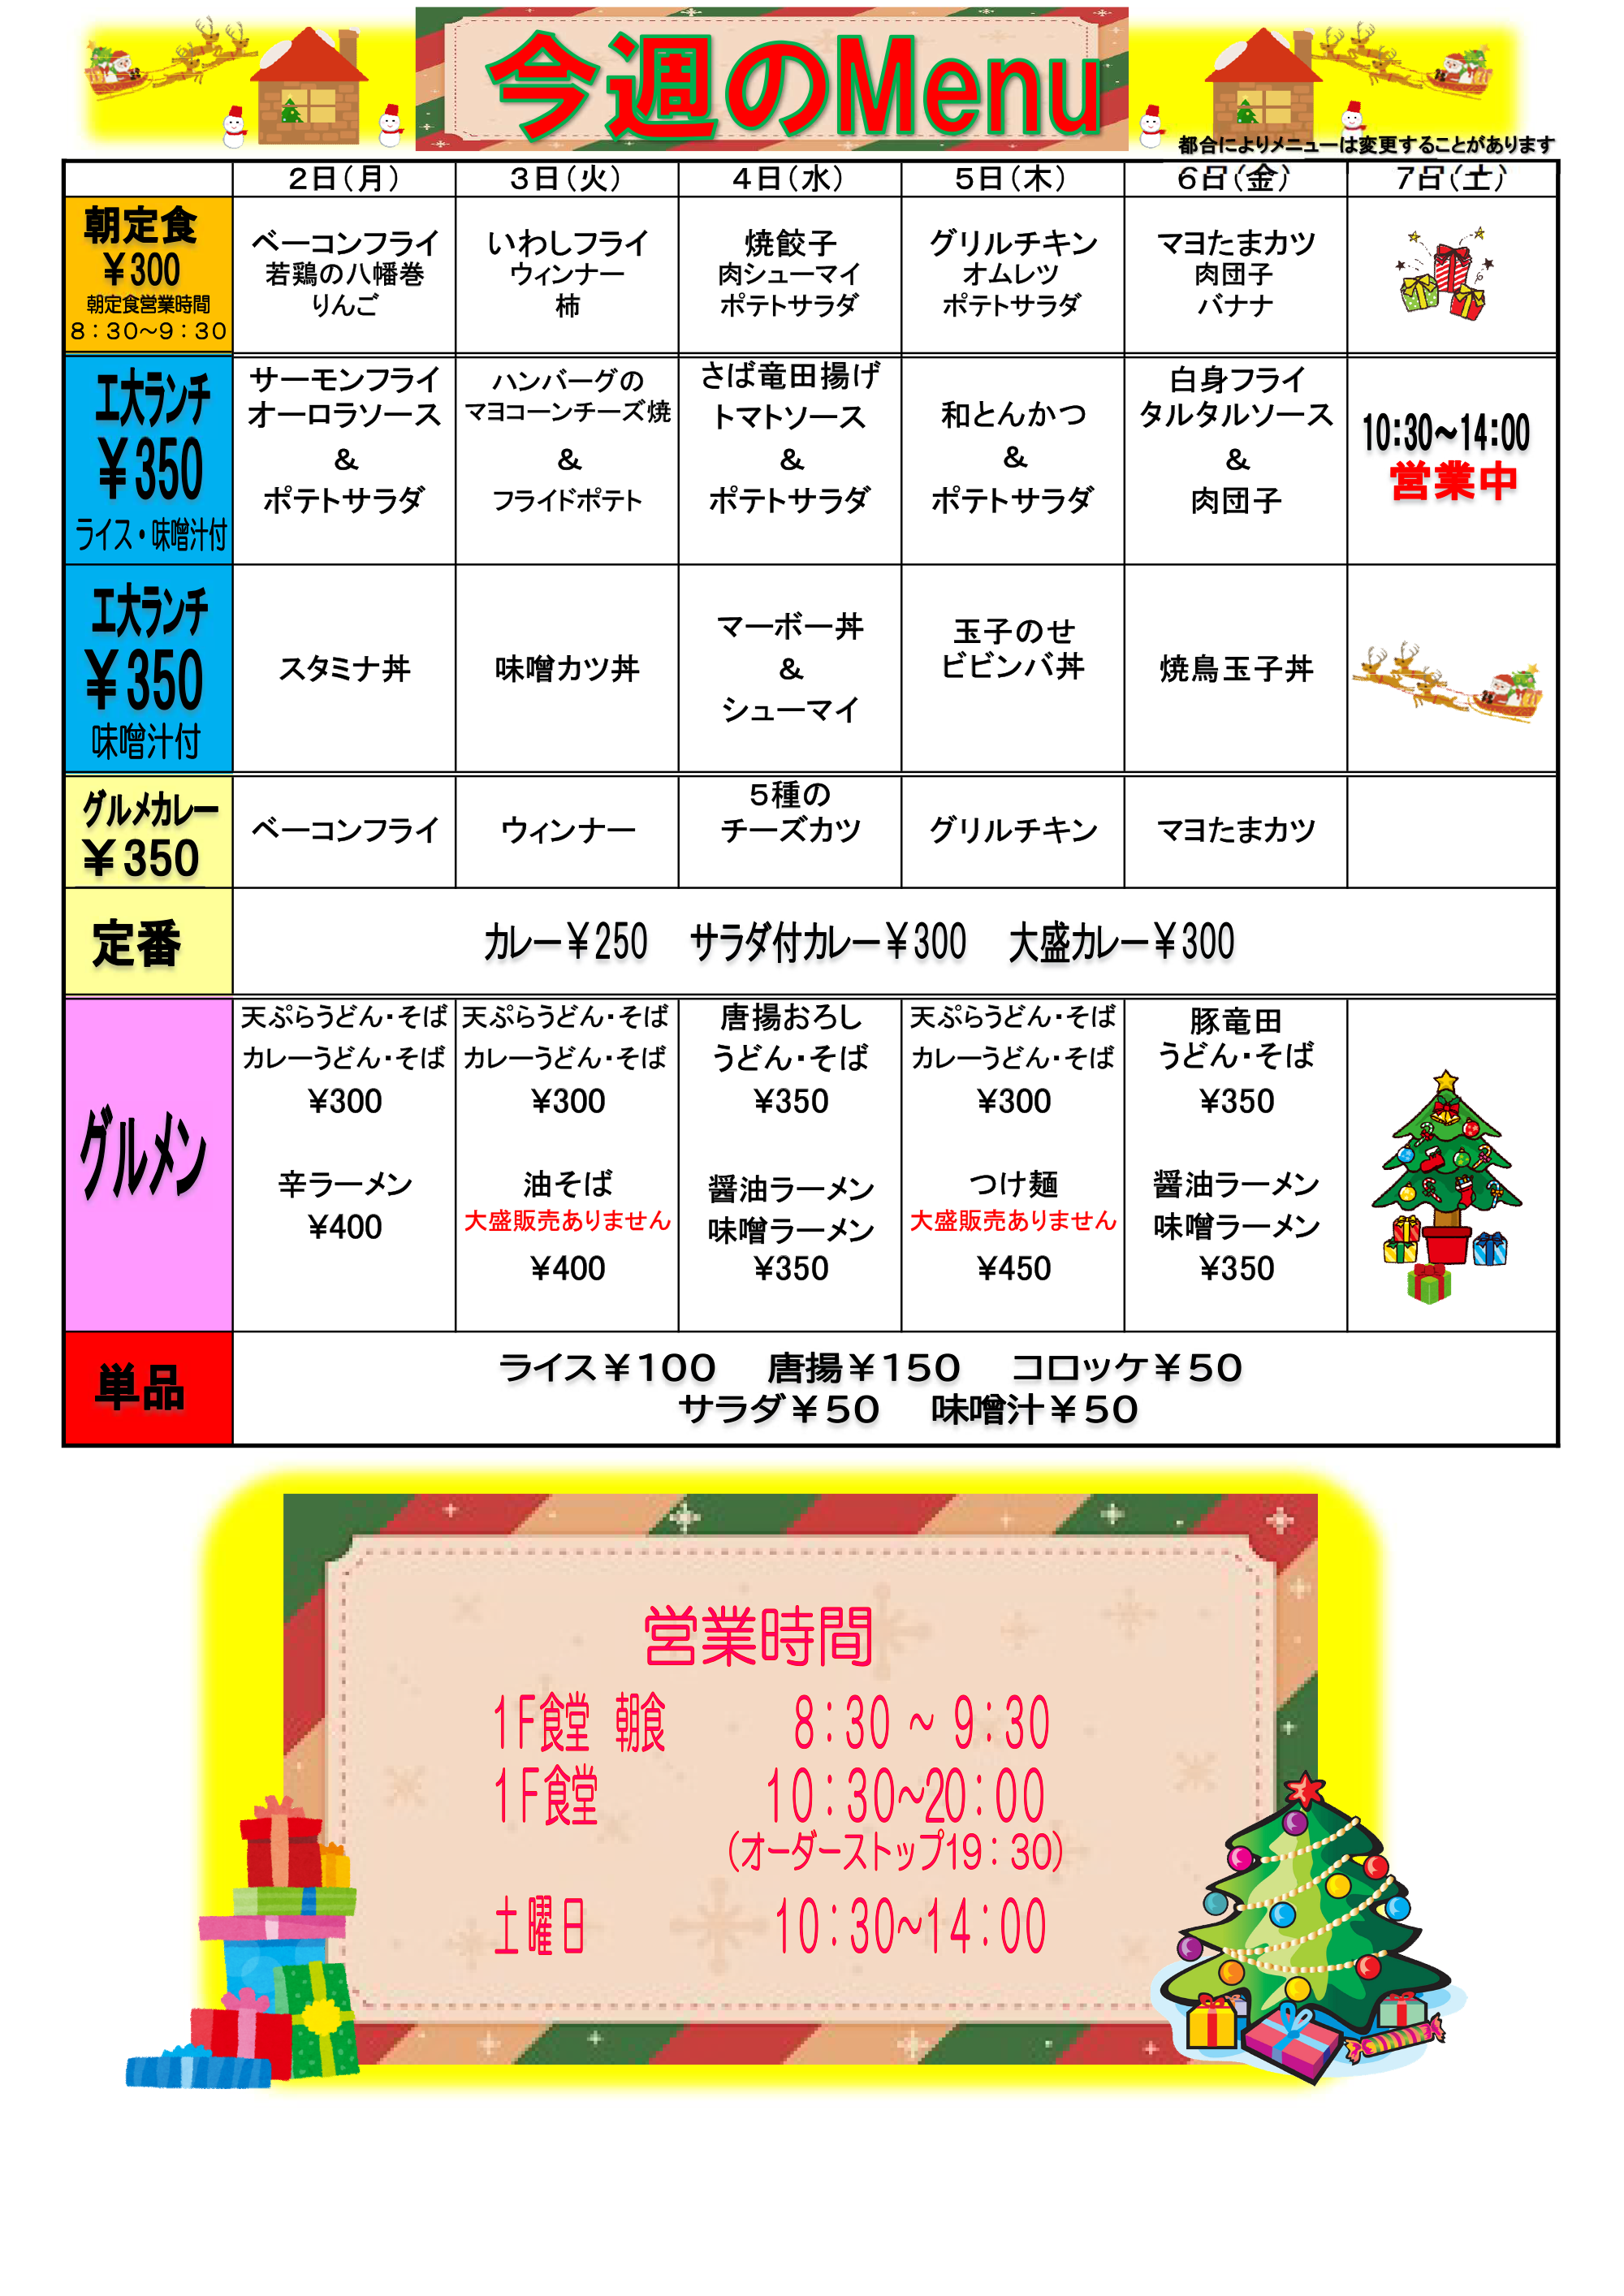 今週のMenu
都合によりメニューは変更することがあります
2日(月) 3日(火) 4日(水) 5日(木) 6日(金) 7日(土)
朝定食
¥300
朝定食営業時間
8:30~9:30
ベーコンフライ
若鶏の八幡巻
りんご
いわしフライ
ウィンナー
柿
焼餃子
肉シューマイ
ポテトサラダ
グリルチキン
オムレツ
ポテトサラダ
マヨたまカツ
肉団子
バナナ
工大ランチ
¥350
ライス・味噌汁付
サーモンフライ
オーロラソース
&
ポテトサラダ
ハンバーグの
マヨコーンチーズ焼
&
フライドポテト
さば竜田揚げ
トマトソース
&
ポテトサラダ
和とんかつ
&
ポテトサラダ
白身フライ
タルタルソース
&
肉団子
10:30~14:00
営業中
工大ランチ
¥350
味噌汁付
スタミナ丼
味噌カツ丼
マーボー丼
&
シューマイ
玉子のせ
ビビンバ丼
焼鳥玉子丼
グルメカレー
¥350
ベーコンフライ
ウィンナー
5種の
チーズカツ
グリルチキン
マヨたまカツ
定番
カレー¥250 サラダ付カレー¥300 大盛カレー¥300
グルメン
天ぷらうどん・そば
カレーうどん・そば
¥300
辛ラーメン
¥400
天ぷらうどん・そば
カレーうどん・そば
¥300
油そば
大盛販売ありません
¥400
唐揚おろし
うどん・そば
¥350
醤油ラーメン
味噌ラーメン
¥350
天ぷらうどん・そば
カレーうどん・そば
¥300
つけ麺
大盛販売ありません
¥450
豚竜田
うどん・そば
¥350
醤油ラーメン
味噌ラーメン
¥350
単品
ライス¥100 唐揚¥150 コロッケ¥50
サラダ¥50 味噌汁¥50
営業時間
1F食堂 朝食 8:30 ~ 9:30
1F食堂 10:30~20:00
(オーダーストップ19:30)
土曜日 10:30~14:00